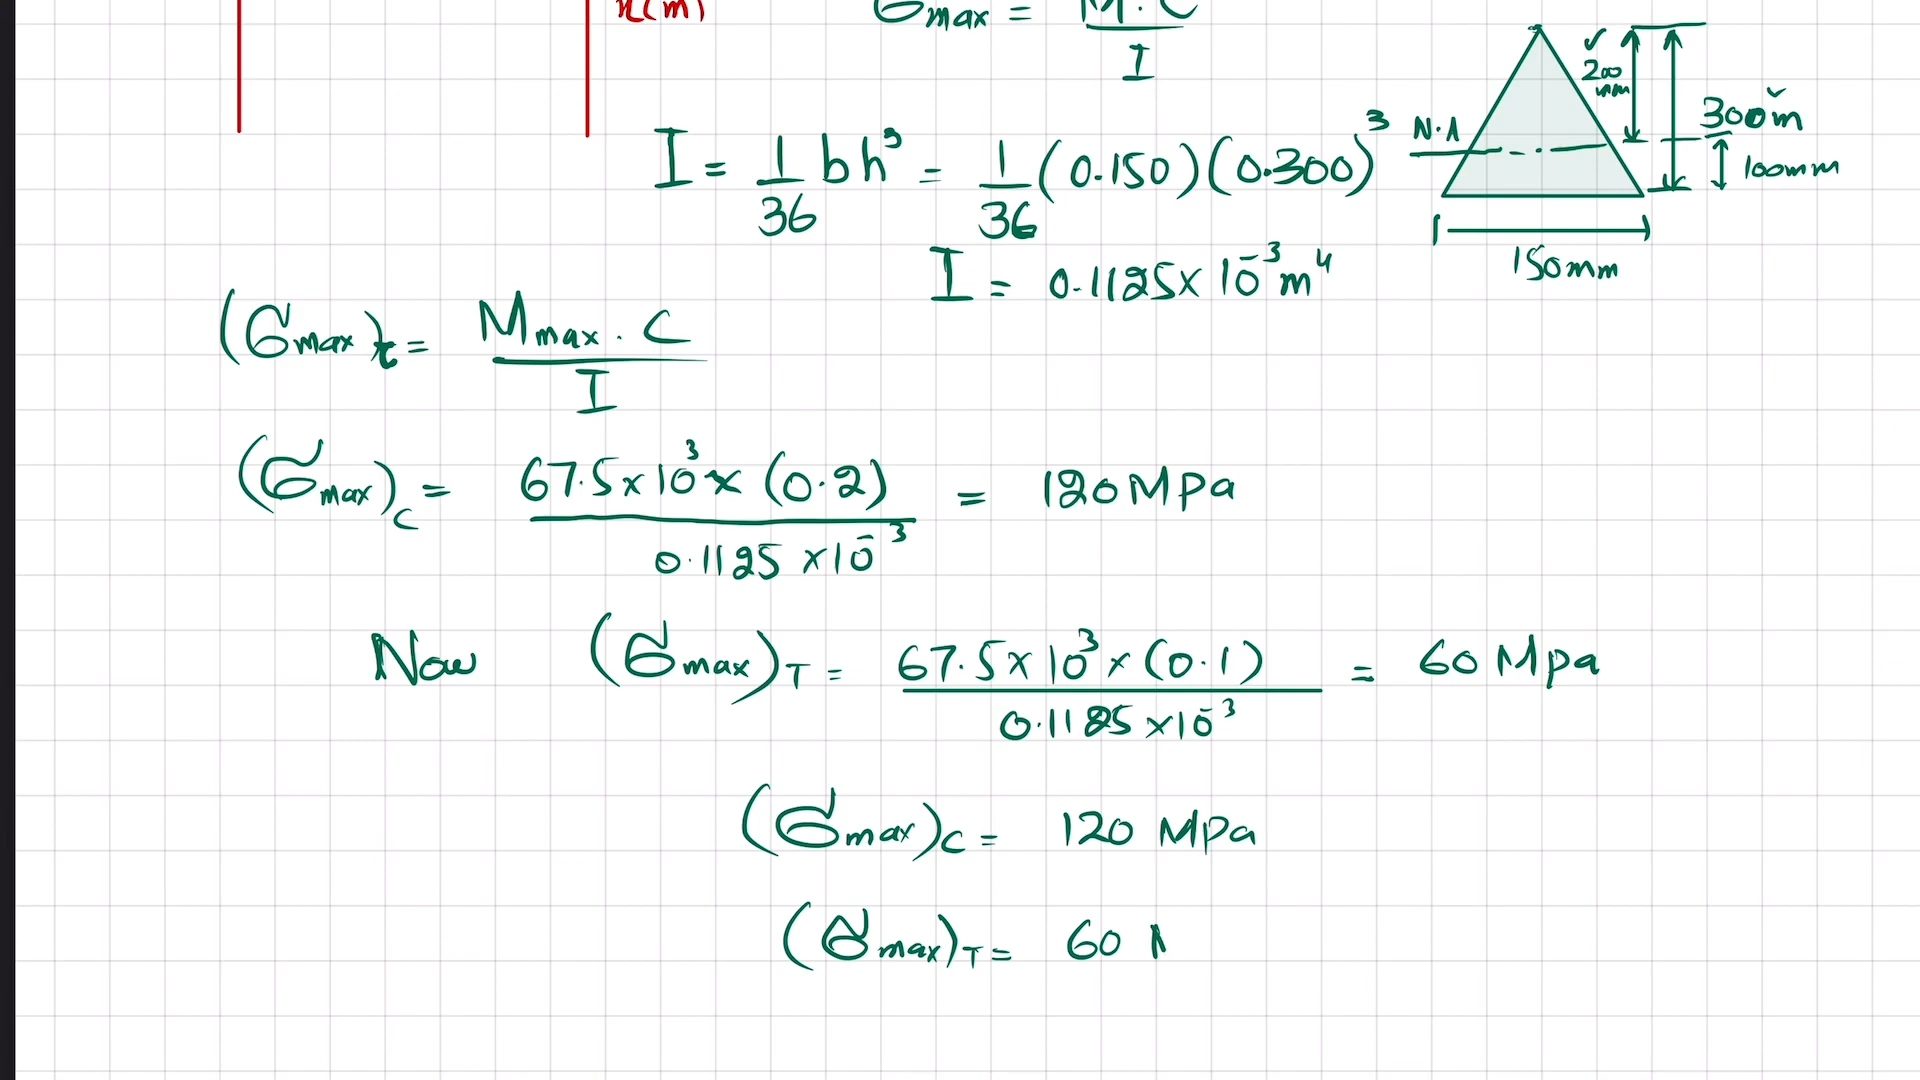 x(m)
σmax = M·C / I
I = 1/36 bh³ = 1/36 (0.150)(0.300)³
I = 0.1125 × 10⁻³ m⁴
200 mm
300 m
N·A
100mm
150mm
(σmax)t = Mmax · C / I
(σmax)C = 67.5 × 10³ × (0.2) / 0.1125 × 10⁻³ = 120 MPa
Now (σmax)T = 67.5 × 10³ × (0.1) / 0.1125 × 10⁻³ = 60 Mpa
(σmax)C = 120 MPa
(σmax)T = 60